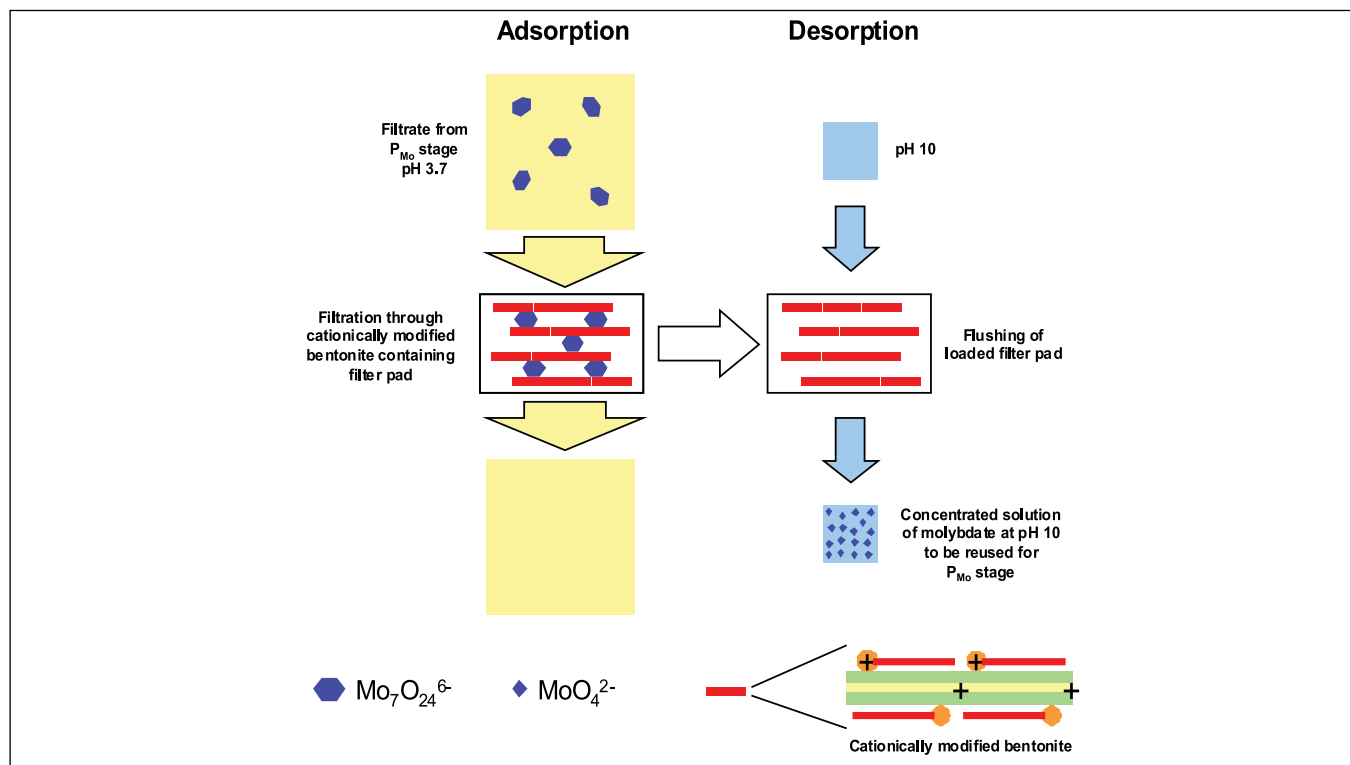 Adsorption
Desorption
Filtrate from
P_Mo stage
pH 3.7
pH 10
Filtration through
cationically modified
bentonite containing
filter pad
Flushing of
loaded filter pad
Concentrated solution
of molybdate at pH 10
to be reused for
P_Mo stage
Mo₇O₂₄⁶⁻
MoO₄²⁻
+ +
+ +
Cationically modified bentonite